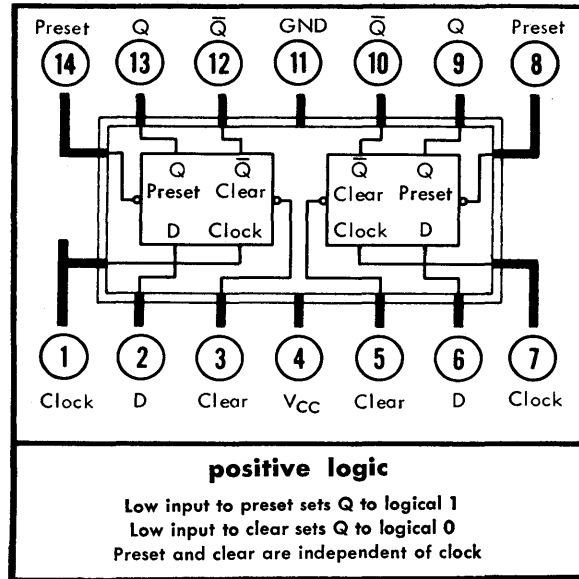 Preset Q Q̅ GND Q̅ Q Preset
14 13 12 11 10 9 8
Q Q̅ Q̅ Q
Preset Clear Clear Preset
D Clock Clock D
1 2 3 4 5 6 7
Clock D Clear VCC Clear D Clock
positive logic
Low input to preset sets Q to logical 1
Low input to clear sets Q to logical 0
Preset and clear are independent of clock